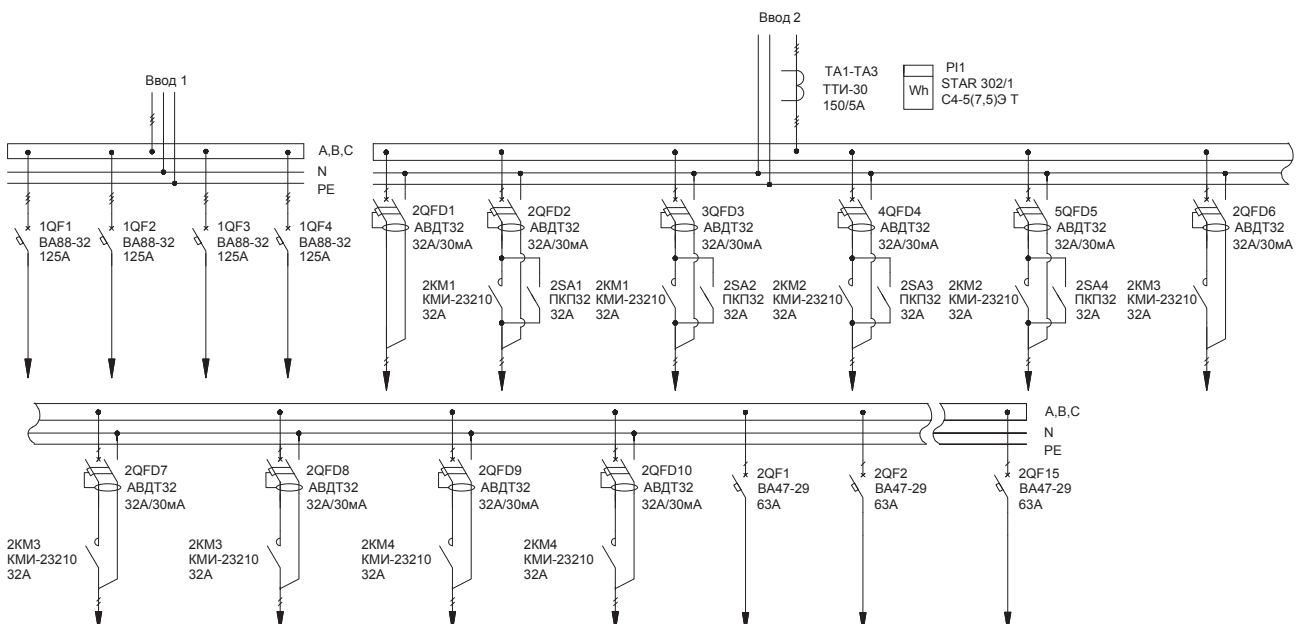 Ввод 2
ТА1-ТА3
ТТИ-30
150/5А
Wh
PI1
STAR 302/1
С4-5(7,5)Э Т
Ввод 1
A,B,C
N
PE
1QF1
ВА88-32
125А
1QF2
ВА88-32
125А
1QF3
ВА88-32
125А
1QF4
ВА88-32
125А
2QFD1
АВДТ32
32А/30мА
2QFD2
АВДТ32
32А/30мА
3QFD3
АВДТ32
32А/30мА
4QFD4
АВДТ32
32А/30мА
5QFD5
АВДТ32
32А/30мА
2QFD6
АВДТ32
32А/30мА
2КМ1
КМИ-23210
32А
2SA1
ПКП32
32А
2КМ1
КМИ-23210
32А
2SA2
ПКП32
32А
2КМ2
КМИ-23210
32А
2SA3
ПКП32
32А
2КМ2
КМИ-23210
32А
2SA4
ПКП32
32А
2КМ3
КМИ-23210
32А
A,B,C
N
PE
2QFD7
АВДТ32
32А/30мА
2QFD8
АВДТ32
32А/30мА
2QFD9
АВДТ32
32А/30мА
2QFD10
АВДТ32
32А/30мА
2QF1
ВА47-29
63А
2QF2
ВА47-29
63А
2QF15
ВА47-29
63А
2КМ3
КМИ-23210
32А
2КМ3
КМИ-23210
32А
2КМ4
КМИ-23210
32А
2КМ4
КМИ-23210
32А